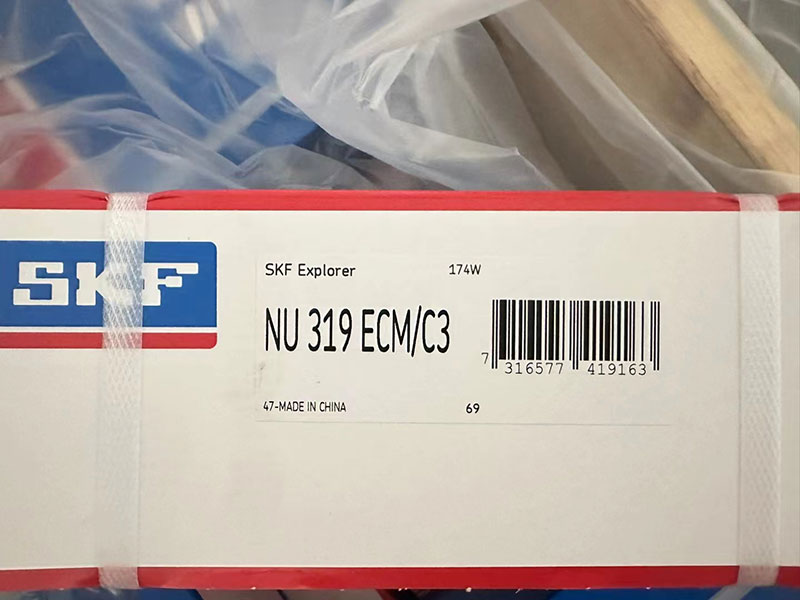 SKF
SKF Explorer 174W
NU 319 ECM/C3
7 316577 419163
47-MADE IN CHINA 69